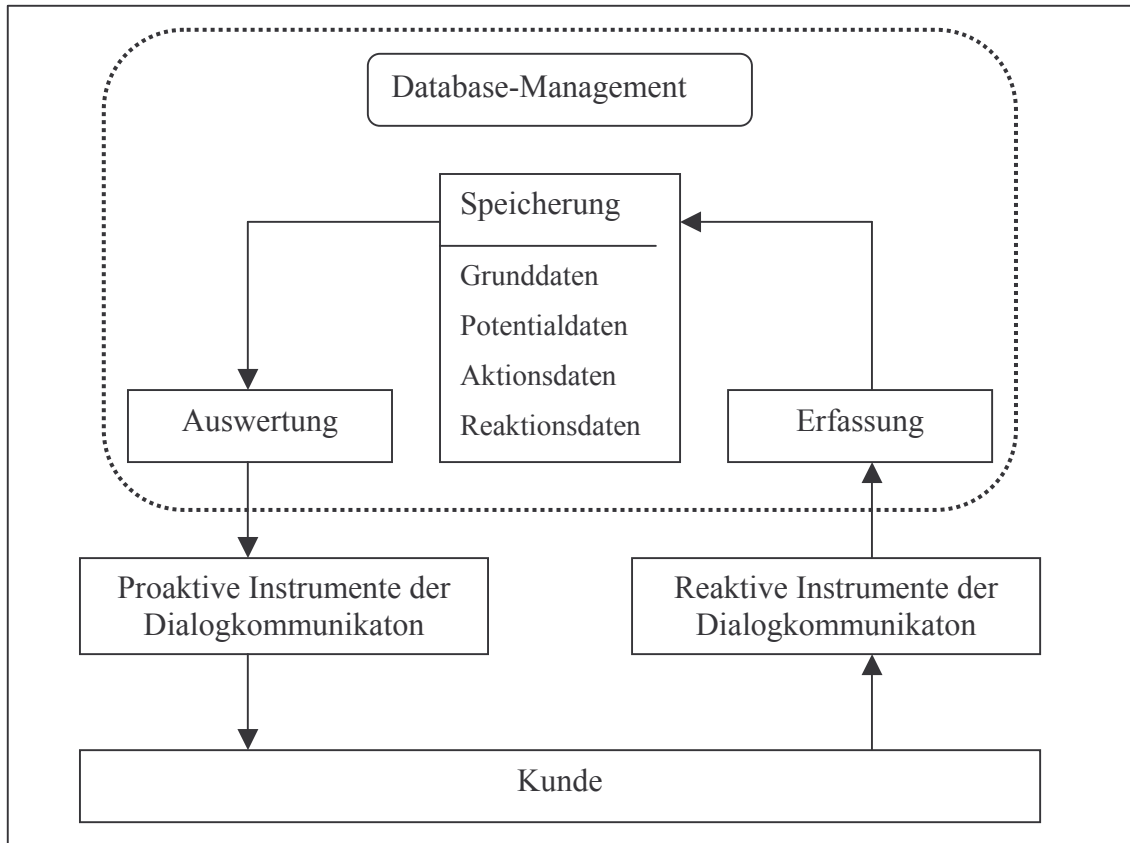 Database-Management
Speicherung
Grunddaten
Potentialdaten
Aktionsdaten
Reaktionsdaten
Auswertung
Erfassung
Proaktive Instrumente der
Dialogkommunikaton
Reaktive Instrumente der
Dialogkommunikaton
Kunde